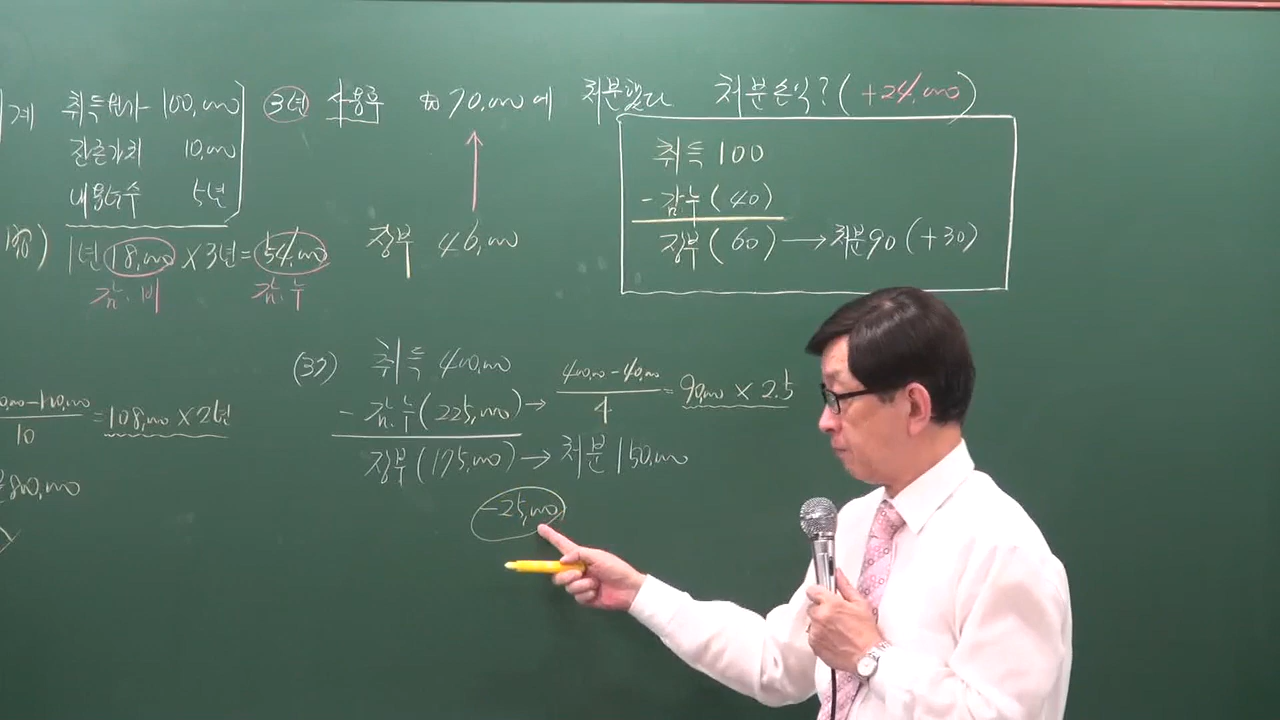 계 취득원가 100,000 3년 사용후 ₩70,000에 처분했다 처분손익? (+24,000)
잔존가치 10,000
내용연수 5년
1년 18,000 × 3년 = 54,000
감·비 감·누
장부 46,000
취득 100
- 감·누 (40)
장부 (60) → 처분 90 (+30)
(37) 취득 400,000
- 감·누 (225,000) → 400,000 - 40,000 / 4 = 90,000 × 2.5
장부 (175,000) → 처분 150,000
-25,000
10 = 108,000 × 2년
800,000